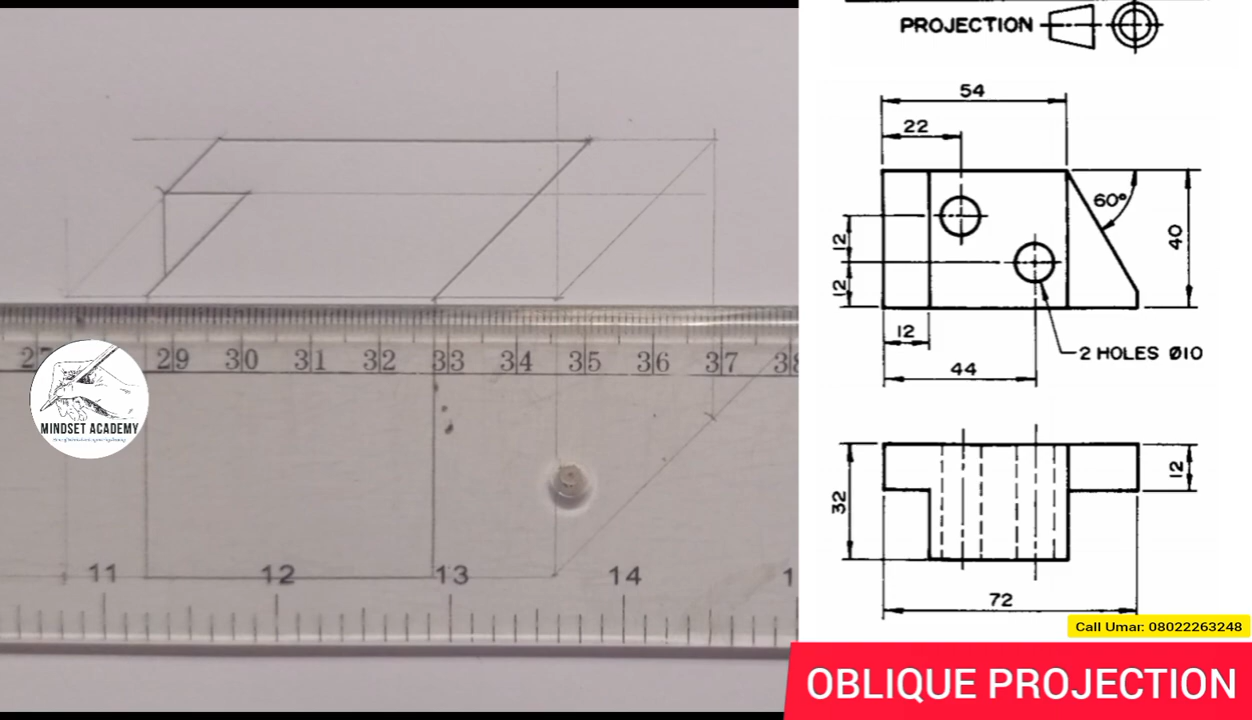 PROJECTION
54
22
60°
40
12
12
12
2 HOLES Ø10
44
12
32
72
27 29 30 31 32 33 34 35 36 37 38
MINDSET ACADEMY
11 12 13 14 1
Call Umar: 08022263248
OBLIQUE PROJECTION